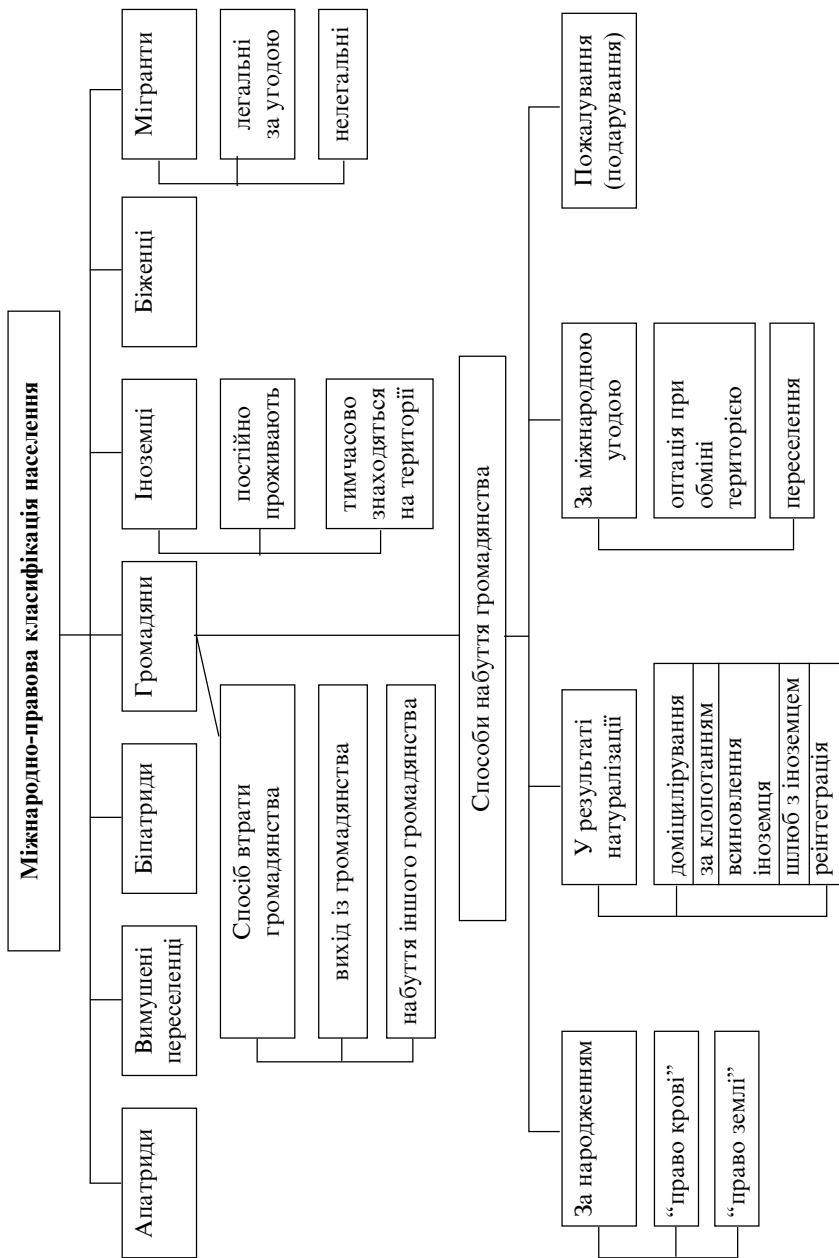 Міжнародно-правова класифікація населення
Апатриди
Вимушені
переселенці
Біпатриди
Громадяни
Іноземці
Біженці
Мігранти
Спосіб втрати
громадянства
вихід із громадянства
набуття іншого громадянства
постійно
проживають
тимчасово
знаходяться
на території
легальні
за угодою
нелегальні
Способи набуття громадянства
За народженням
“право крові”
“право землі”
У результаті
натуралізації
доміцилірування
за клопотанням
всиновлення
іноземця
шлюб з іноземцем
реінтеграція
За міжнародною
угодою
оптація при
обміні
територією
переселення
Пожалування
(подарування)